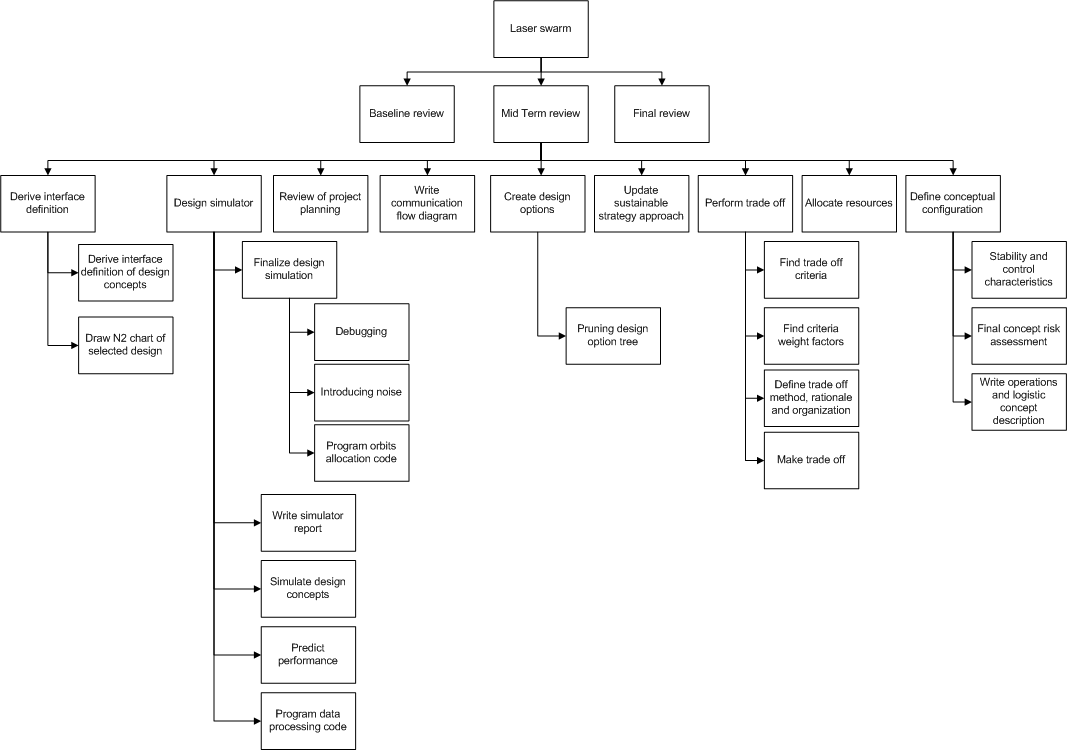 Laser swarm
Baseline review
Mid Term review
Final review
Derive interface
definition
Design simulator
Review of project
planning
Write
communication
flow diagram
Create design
options
Update
sustainable
strategy approach
Perform trade off
Allocate resources
Define conceptual
configuration
Derive interface
definition of design
concepts
Draw N2 chart of
selected design
Finalize design
simulation
Debugging
Introducing noise
Program orbits
allocation code
Write simulator
report
Simulate design
concepts
Predict
performance
Program data
processing code
Pruning design
option tree
Find trade off
criteria
Find criteria
weight factors
Define trade off
method, rationale
and organization
Make trade off
Stability and
control
characteristics
Final concept risk
assessment
Write operations
and logistic
concept
description